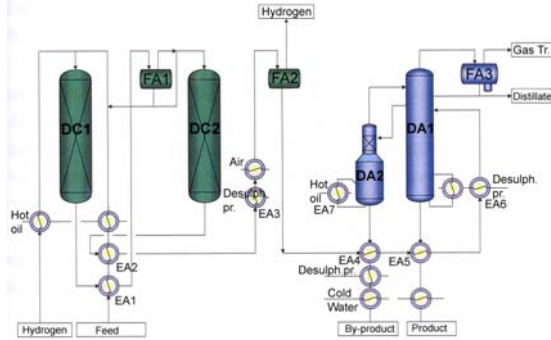 Hydrogen
Gas Tr.
FA1
FA2
FA3
Distillate
DC1
DC2
DA1
DA2
Air
Desulph.
pr.
EA3
Hot
oil
EA7
Desulph.
pr.
EA6
Hot
oil
EA2
EA4
EA5
EA1
Desulph.pr.
Cold
Water
Hydrogen
Feed
By-product
Product